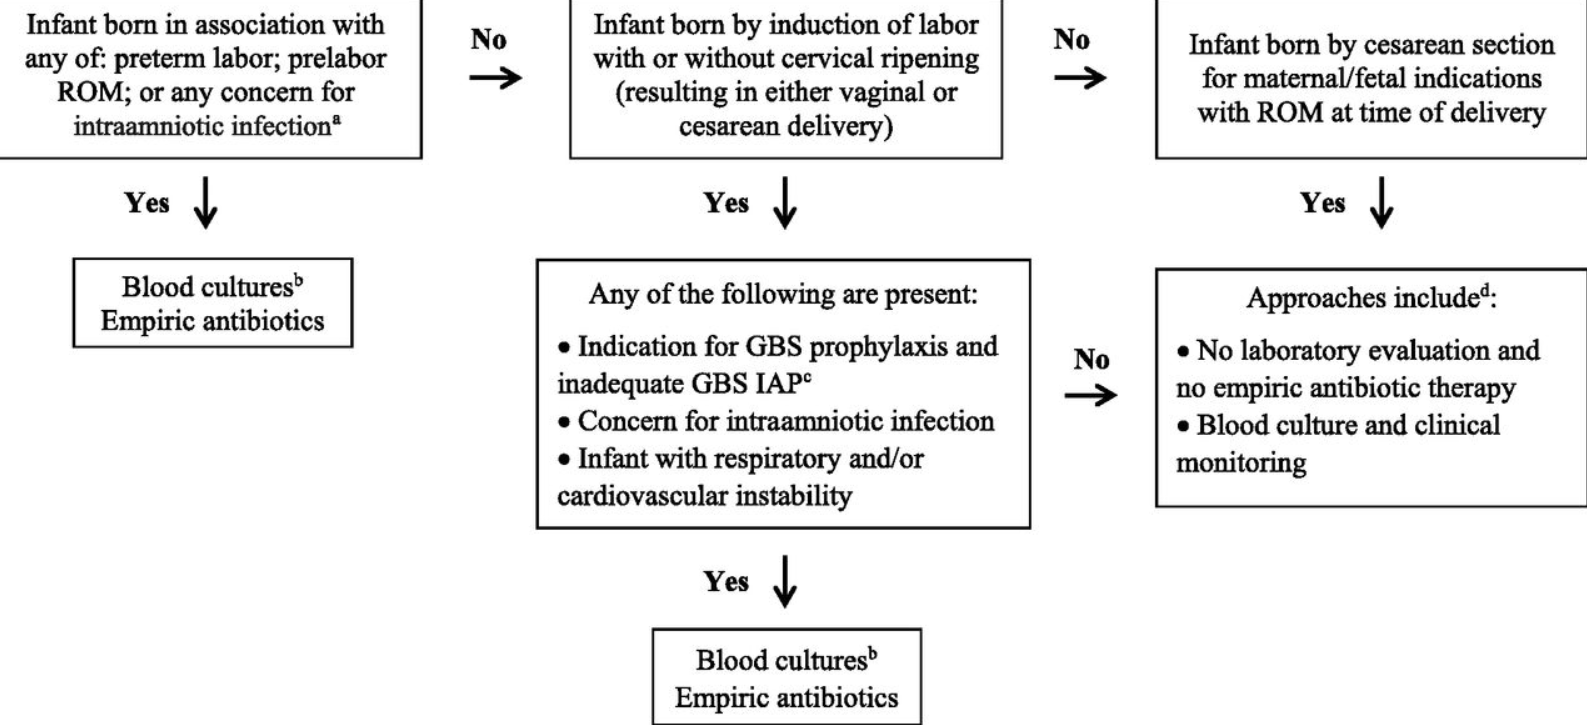 Infant born in association with
any of: preterm labor; prelabor
ROM; or any concern for
intraamniotic infectionᵃ
No
Infant born by induction of labor
with or without cervical ripening
(resulting in either vaginal or
cesarean delivery)
No
Infant born by cesarean section
for maternal/fetal indications
with ROM at time of delivery
Yes
Yes
Yes
Blood culturesᵇ
Empiric antibiotics
Any of the following are present:
• Indication for GBS prophylaxis and
inadequate GBS IAPᶜ
• Concern for intraamniotic infection
• Infant with respiratory and/or
cardiovascular instability
No
Approaches includeᵈ:
• No laboratory evaluation and
no empiric antibiotic therapy
• Blood culture and clinical
monitoring
Yes
Blood culturesᵇ
Empiric antibiotics